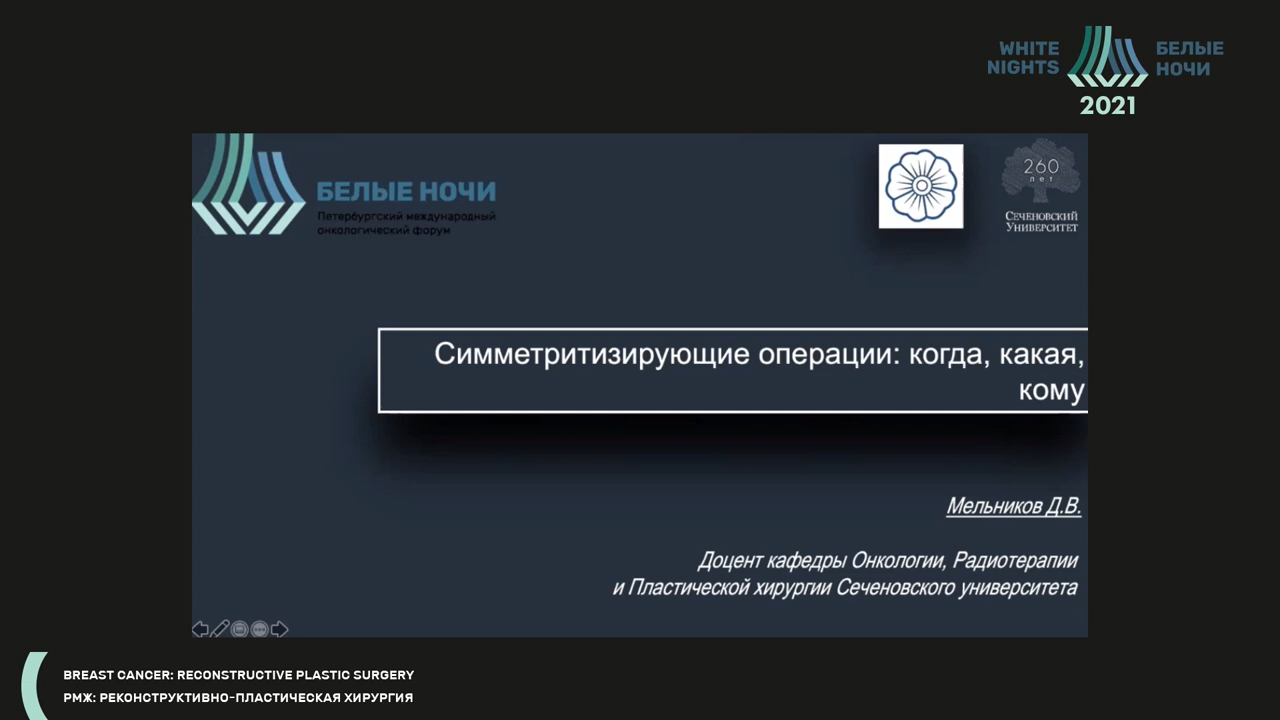 WHITE NIGHTS
БЕЛЫЕ НОЧИ
2021
БЕЛЫЕ НОЧИ
Петербургский международный
онкологический форум
260
лет
Сеченовский
Университет
Симметритизирующие операции: когда, какая,
кому
Мельников Д.В.
Доцент кафедры Онкологии, Радиотерапии
и Пластической хирургии Сеченовского университета
BREAST CANCER: RECONSTRUCTIVE PLASTIC SURGERY
РМЖ: РЕКОНСТРУКТИВНО-ПЛАСТИЧЕСКАЯ ХИРУРГИЯ